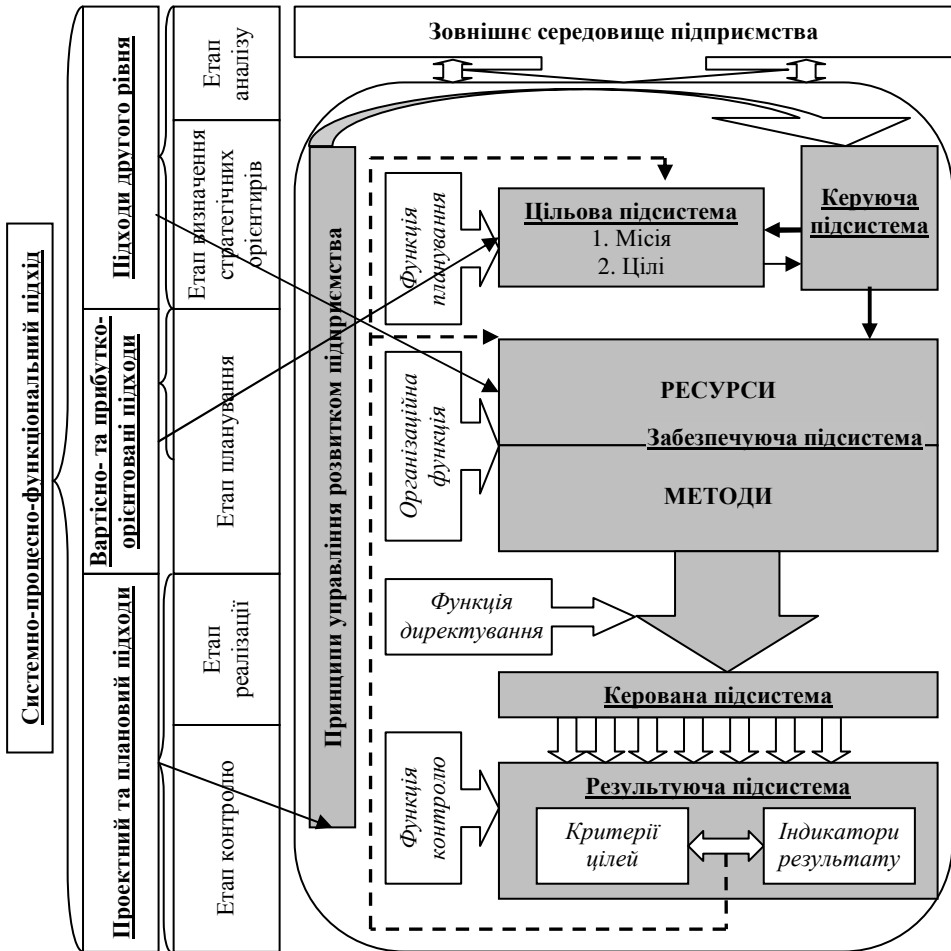 Зовнішнє середовище підприємства
Системно-процесно-функціональний підхід
Підходи другого рівня
Вартісно- та прибутко-
орієнтовані підходи
Проектний та плановий підходи
Етап
аналізу
Етап визначення
стратегічних
орієнтирів
Етап планування
Етап
реалізації
Етап контролю
Принципи управління розвитком підприємства
Функція
планування
Цільова підсистема
1. Місія
2. Цілі
Керуюча
підсистема
Організаційна
функція
РЕСУРСИ
Забезпечуюча підсистема
МЕТОДИ
Функція
директування
Керована підсистема
Функція
контролю
Результуюча підсистема
Критерії
цілей
Індикатори
результату